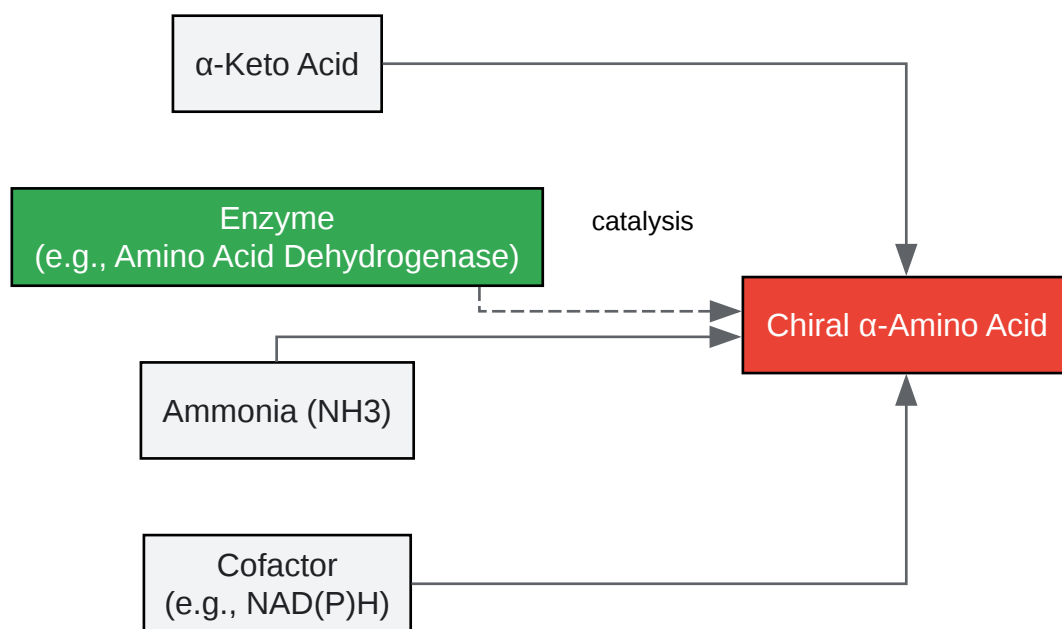 α-Keto Acid
Enzyme
(e.g., Amino Acid Dehydrogenase)
catalysis
Chiral α-Amino Acid
Ammonia (NH3)
Cofactor
(e.g., NAD(P)H)